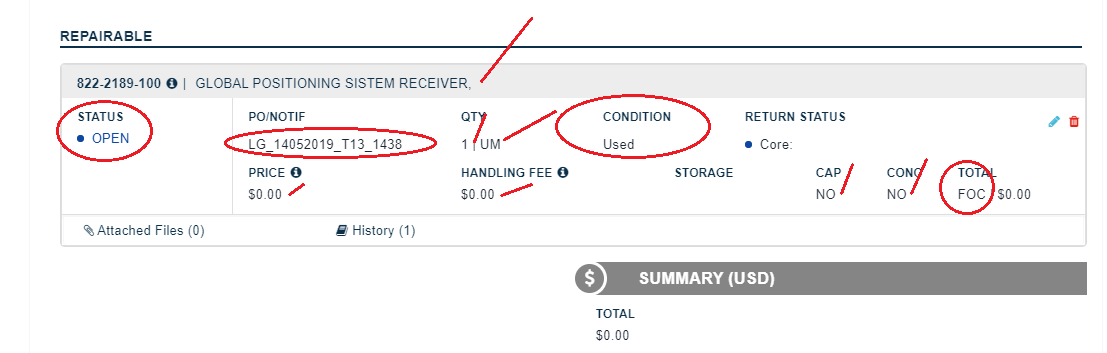 REPAIRABLE
822-2189-100 | GLOBAL POSITIONING SISTEM RECEIVER,
STATUS PO/NOTIF QTY CONDITION RETURN STATUS
OPEN LG_14052019_T13_1438 1 | UM Used Core:
PRICE HANDLING FEE STORAGE CAP CONC TOTAL
$0.00 $0.00 NO NO FOC $0.00
Attached Files (0) History (1)
$ SUMMARY (USD)
TOTAL
$0.00